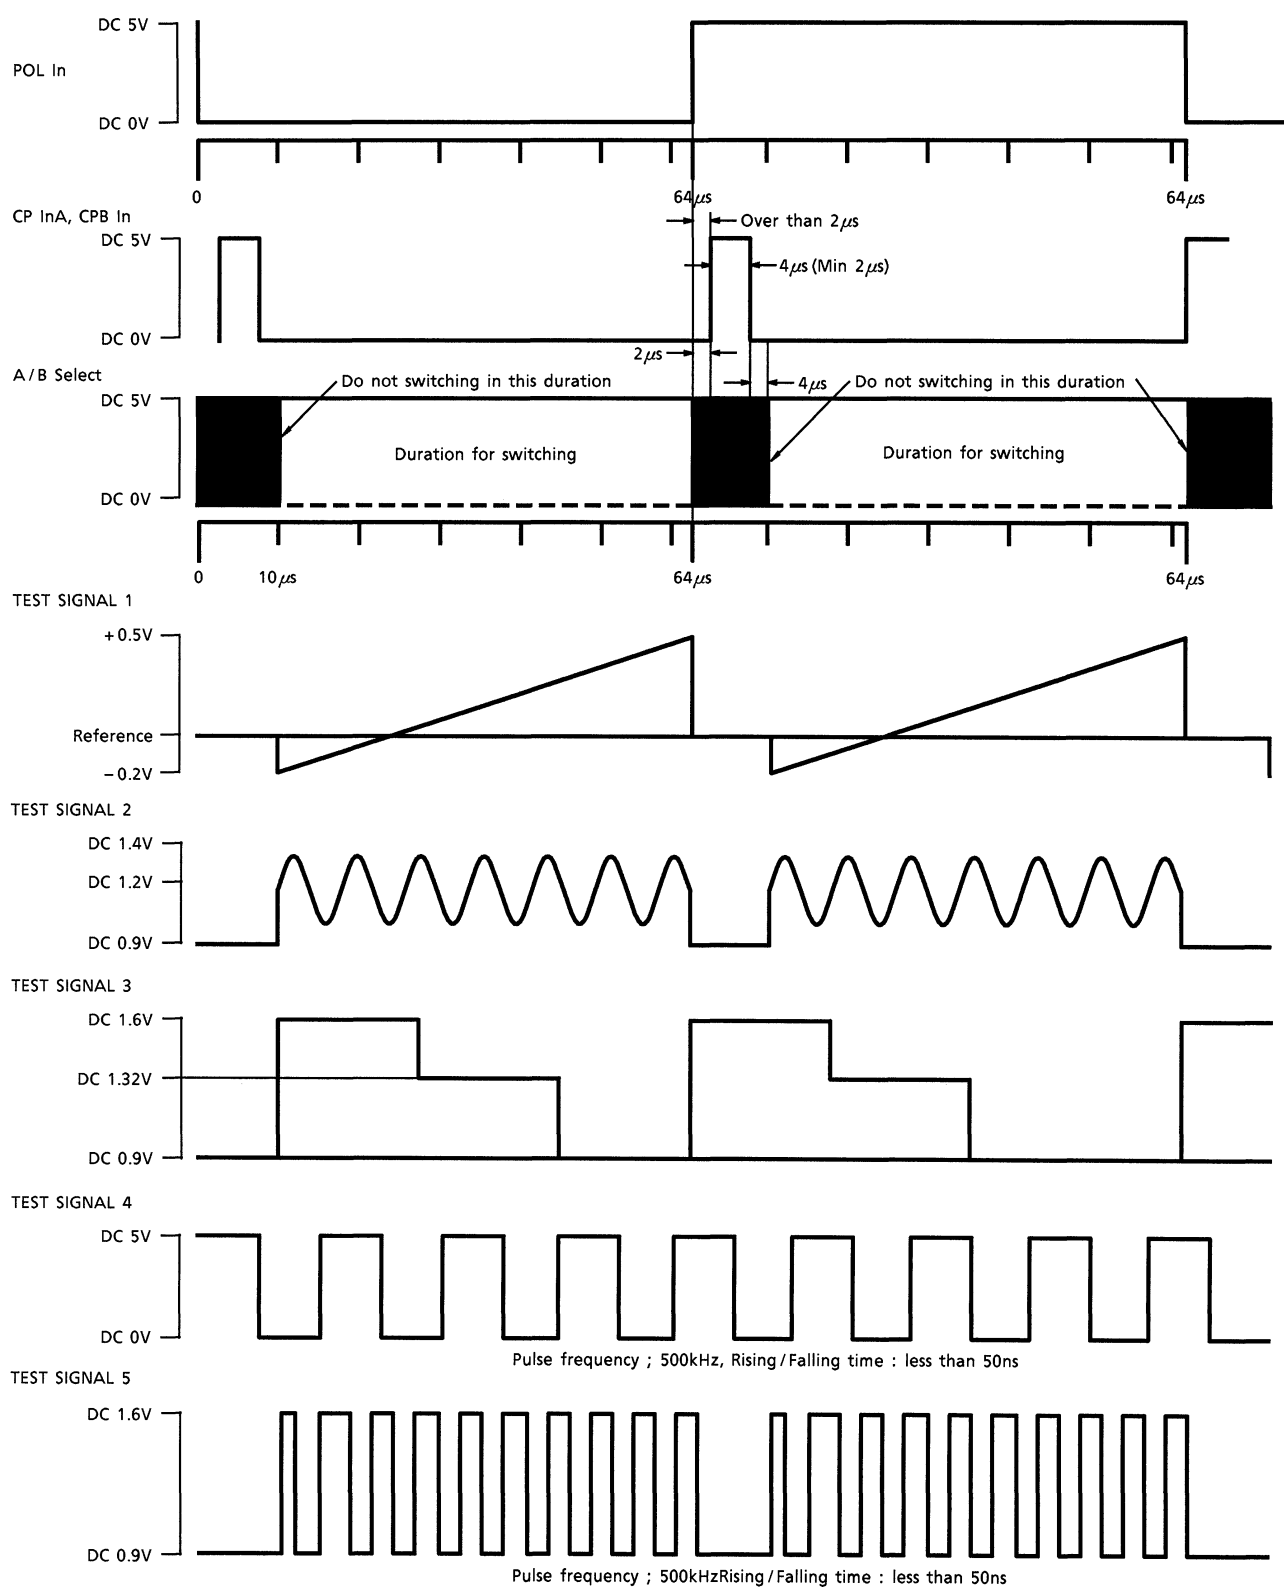 DC 5V
POL In
DC 0V
0 64μs 64μs
CP InA, CPB In
Over than 2μs
DC 5V
4μs (Min 2μs)
DC 0V
2μs
A/B Select
Do not switching in this duration
4μs
Do not switching in this duration
DC 5V
Duration for switching
Duration for switching
DC 0V
0 10μs 64μs 64μs
TEST SIGNAL 1
+0.5V
Reference
−0.2V
TEST SIGNAL 2
DC 1.4V
DC 1.2V
DC 0.9V
TEST SIGNAL 3
DC 1.6V
DC 1.32V
DC 0.9V
TEST SIGNAL 4
DC 5V
DC 0V
Pulse frequency ; 500kHz, Rising/Falling time : less than 50ns
TEST SIGNAL 5
DC 1.6V
DC 0.9V
Pulse frequency ; 500kHzRising/Falling time : less than 50ns